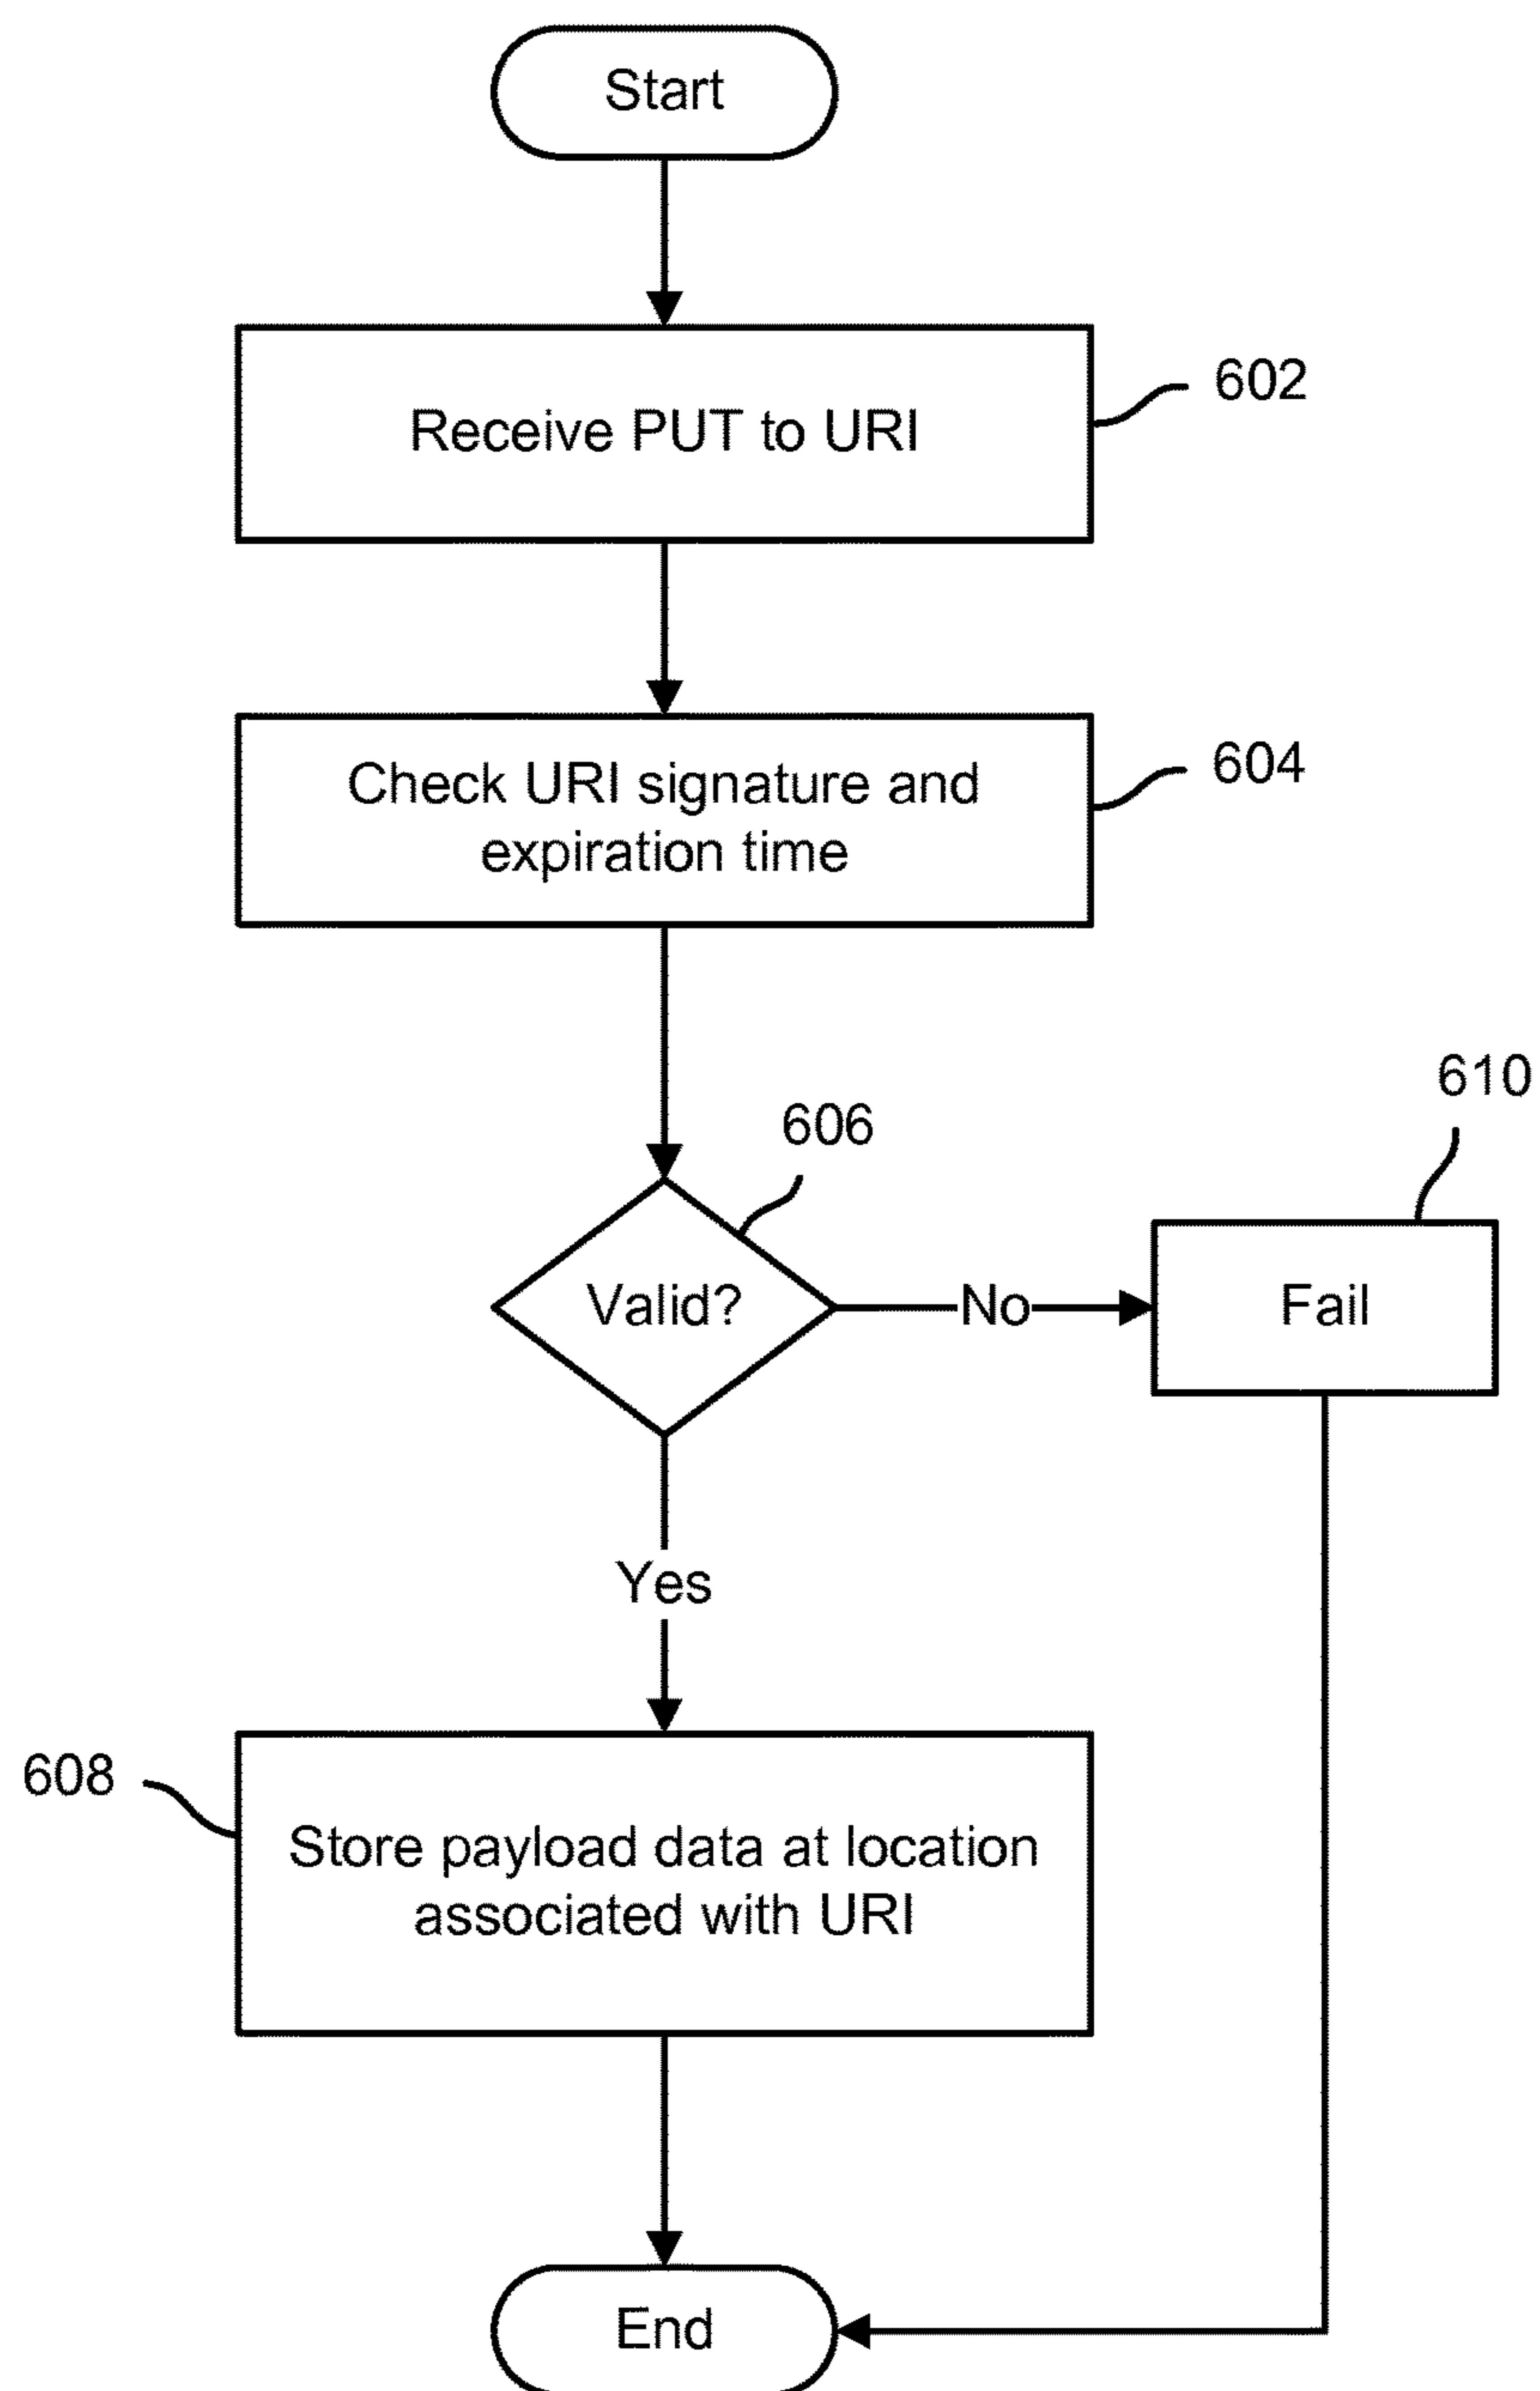 Start
Receive PUT to URI
602
Check URI signature and
expiration time
604
606
610
Valid?
No
Fail
Yes
608
Store payload data at location
associated with URI
End